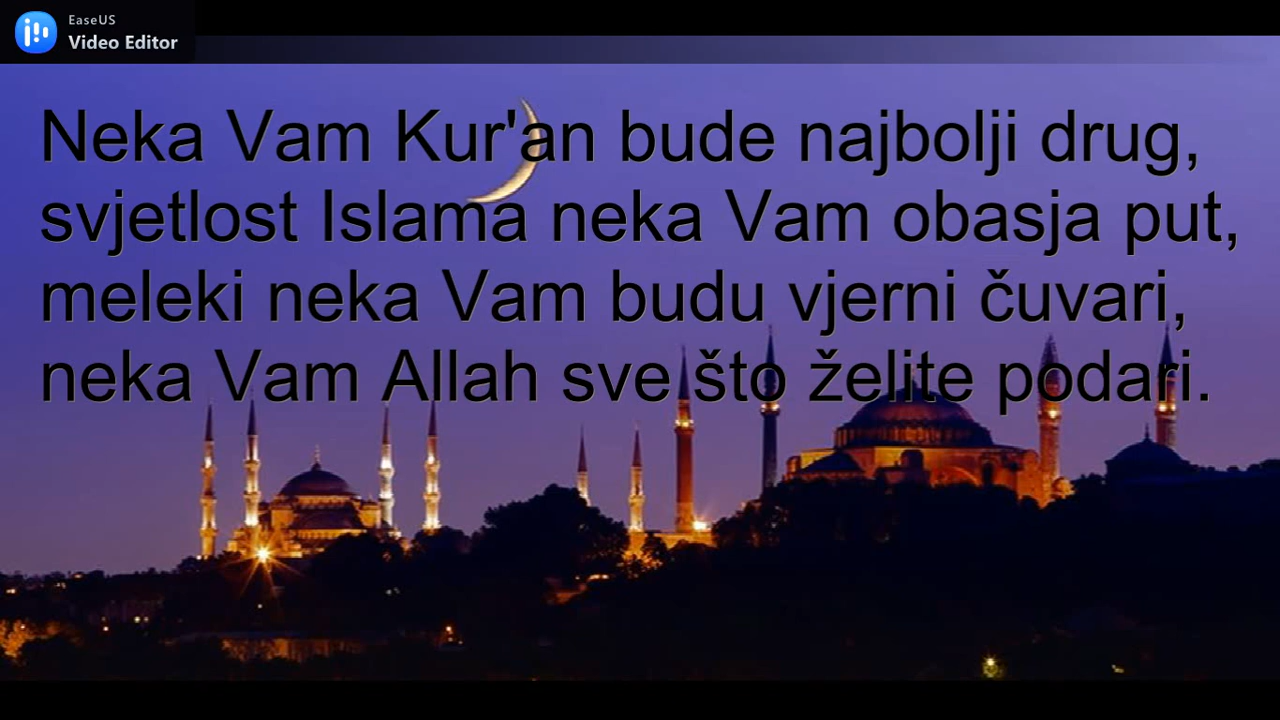 EaseUS
Video Editor
Neka Vam Kur'an bude najbolji drug,
svjetlost Islama neka Vam obasja put,
meleki neka Vam budu vjerni čuvari,
neka Vam Allah sve što želite podari.